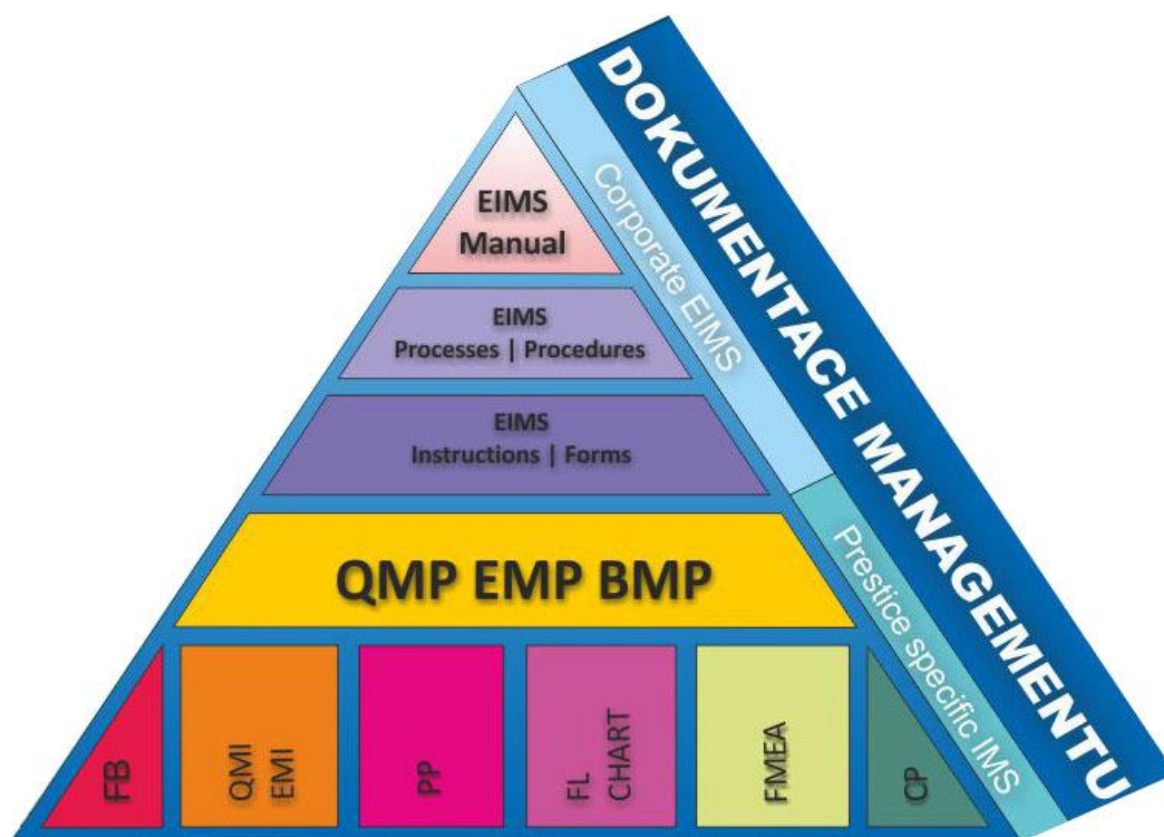 EIMS
Manual
EIMS
Processes | Procedures
EIMS
Instructions | Forms
QMP EMP BMP
FB
QMI
EMI
PP
FL
CHART
FMEA
CP
Corporate EIMS
Prestice specific IMS
DOKUMENTACE MANAGEMENTU